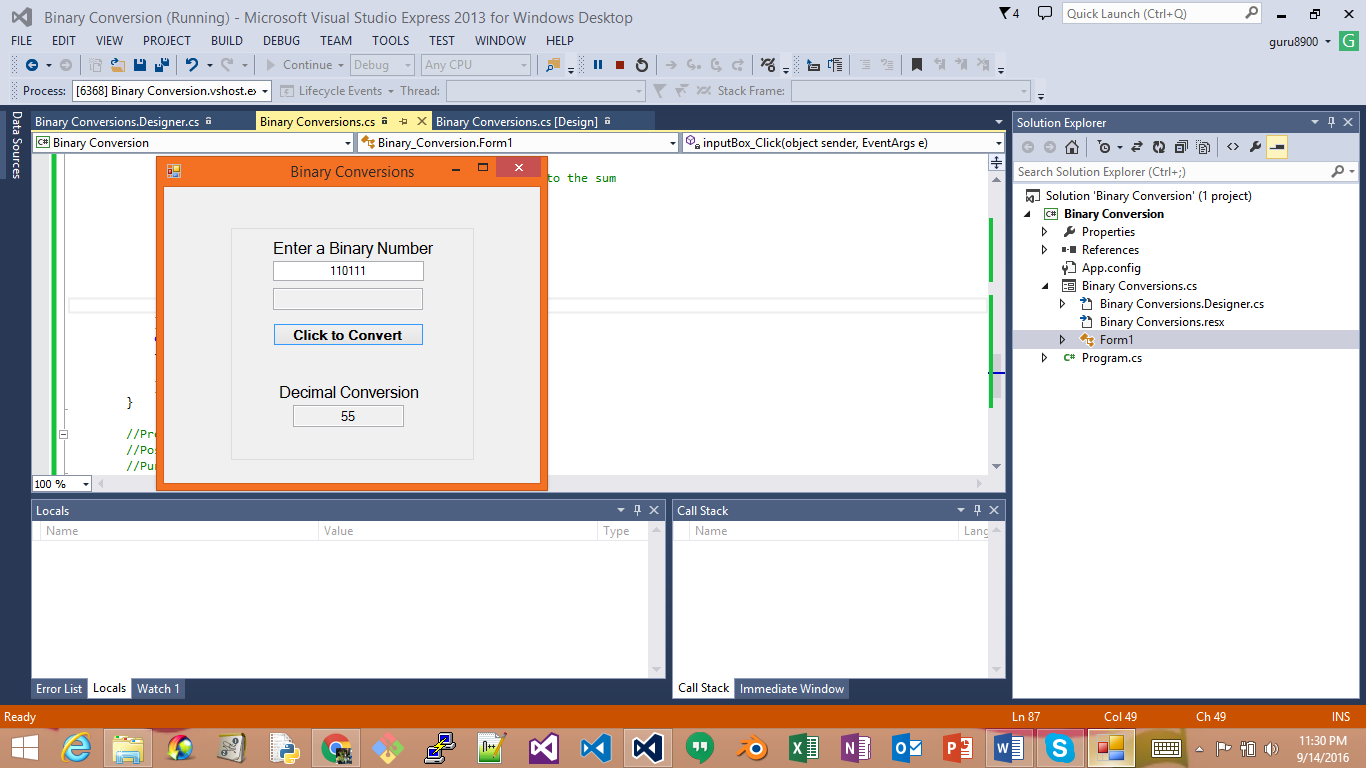 Binary Conversion (Running) - Microsoft Visual Studio Express 2013 for Windows Desktop
4
Quick Launch (Ctrl+Q)
FILE EDIT VIEW PROJECT BUILD DEBUG TEAM TOOLS TEST WINDOW HELP
guru8900 G
Continue Debug Any CPU
Process: [6368] Binary Conversion.vshost.ex Lifecycle Events Thread: Stack Frame:
Data Sources
Binary Conversions.Designer.cs Binary Conversions.cs Binary Conversions.cs [Design]
Binary Conversion Binary_Conversion.Form1 inputBox_Click(object sender, EventArgs e)
to the sum
}
//Pre
//Pos
//Pur
100 %
Binary Conversions
Enter a Binary Number
110111
Click to Convert
Decimal Conversion
55
Solution Explorer
Search Solution Explorer (Ctrl+;)
Solution 'Binary Conversion' (1 project)
C# Binary Conversion
Properties
References
App.config
Binary Conversions.cs
Binary Conversions.Designer.cs
Binary Conversions.resx
Form1
C# Program.cs
Locals
Name Value Type
Call Stack
Name Lang
Error List Locals Watch 1
Call Stack Immediate Window
Ready Ln 87 Col 49 Ch 49 INS
11:30 PM
9/14/2016